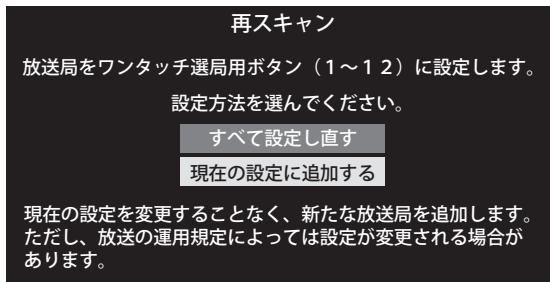 再スキャン
放送局をワンタッチ選局用ボタン（１～１２）に設定します。
設定方法を選んでください。
すべて設定し直す
現在の設定に追加する
現在の設定を変更することなく、新たな放送局を追加します。
ただし、放送の運用規定によっては設定が変更される場合が
あります。